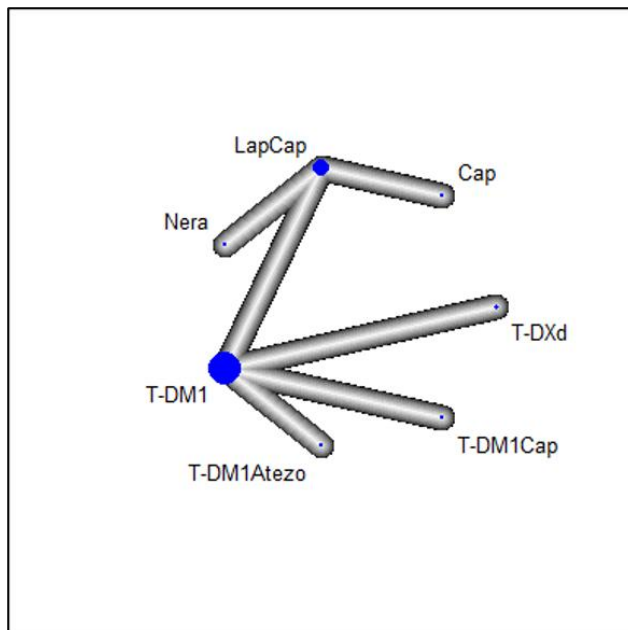 LapCap
Cap
Nera
T-DXd
T-DM1
T-DM1Cap
T-DM1Atezo